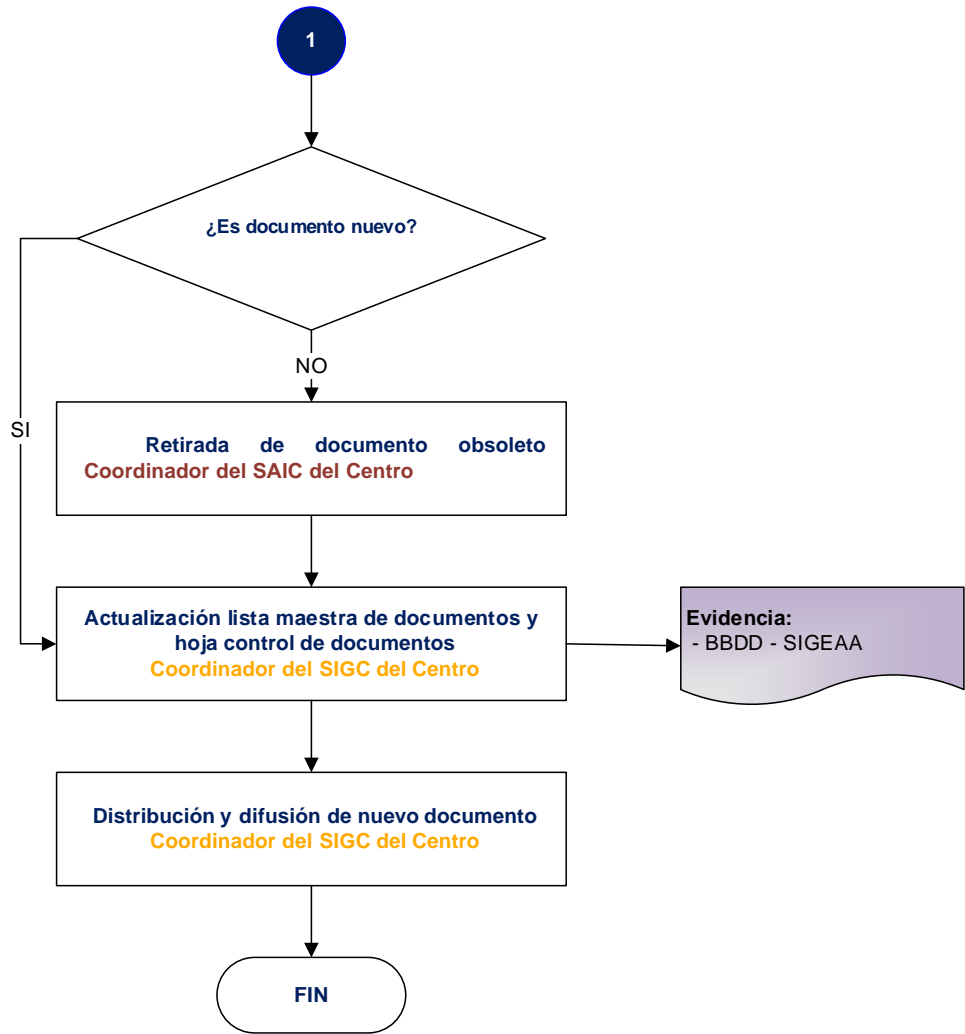 1
¿Es documento nuevo?
NO
SI
Retirada de documento obsoleto
Coordinador del SAIC del Centro
Actualización lista maestra de documentos y
hoja control de documentos
Coordinador del SIGC del Centro
Evidencia:
- BBDD - SIGEAA
Distribución y difusión de nuevo documento
Coordinador del SIGC del Centro
FIN